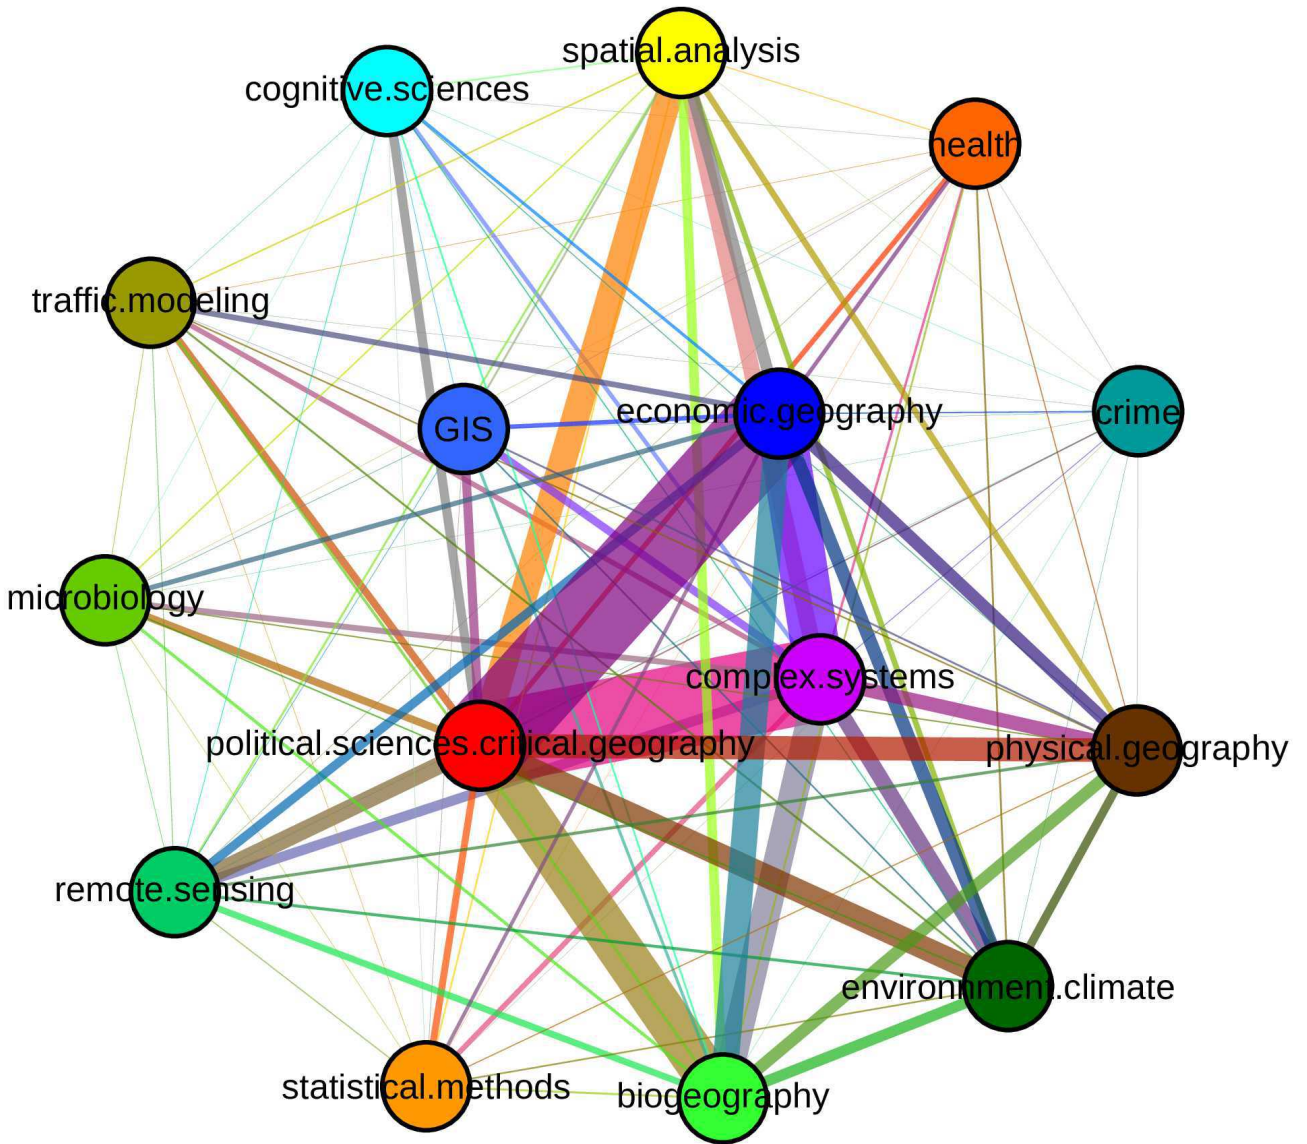 spatial.analysis
cognitive.sciences
health
traffic.modeling
economic.geography
crime
GIS
microbiology
complex.systems
political.sciences.critical.geography
physical.geography
remote.sensing
environnment.climate
statistical.methods
biogeography